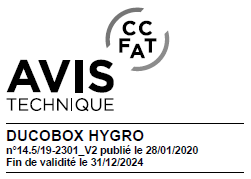 CC
FAT
AVIS
TECHNIQUE
DUCOBOX HYGRO
n°14.5/19-2301_V2 publié le 28/01/2020
Fin de validité le 31/12/2024